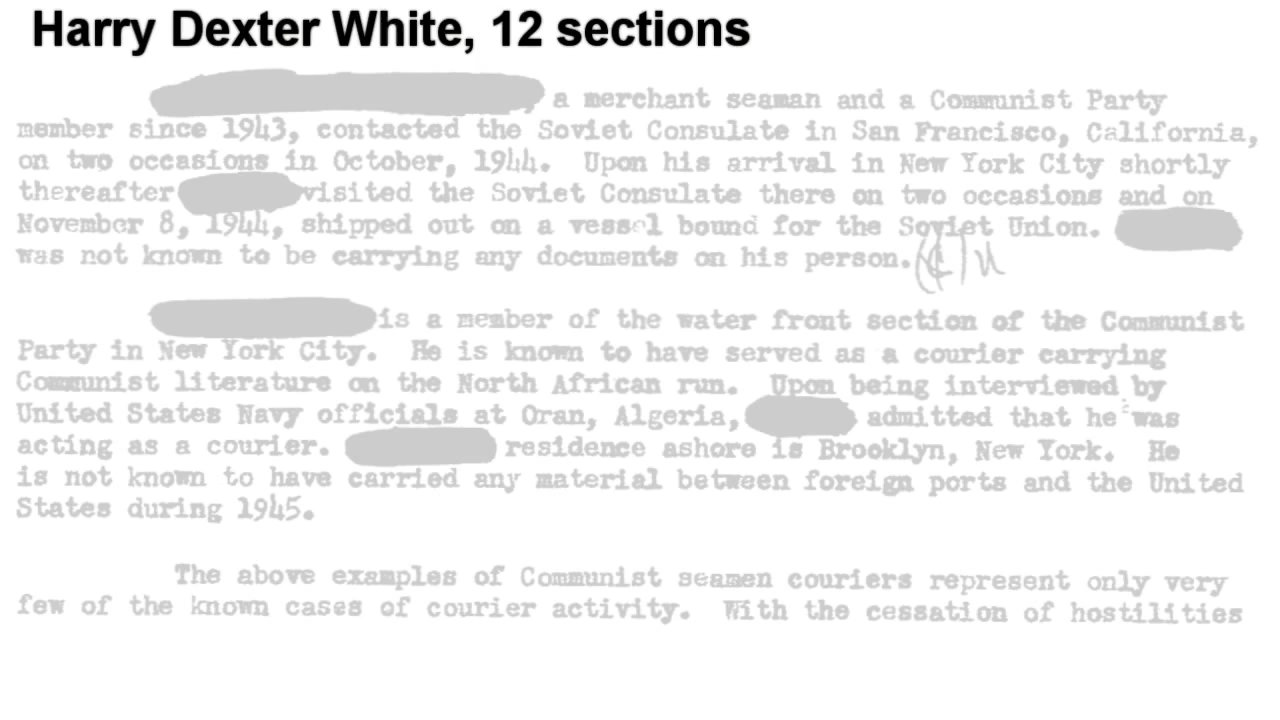 Harry Dexter White, 12 sections
, a merchant seaman and a Communist Party
member since 1943, contacted the Soviet Consulate in San Francisco, California,
on two occasions in October, 1944. Upon his arrival in New York City shortly
thereafter visited the Soviet Consulate there on two occasions and on
November 8, 1944, shipped out on a vessel bound for the Soviet Union.
was not known to be carrying any documents on his person.
is a member of the water front section of the Communist
Party in New York City. He is known to have served as a courier carrying
Communist literature on the North African run. Upon being interviewed by
United States Navy officials at Oran, Algeria, admitted that he was
acting as a courier. residence ashore is Brooklyn, New York. He
is not known to have carried any material between foreign ports and the United
States during 1945.
The above examples of Communist seamen couriers represent only very
few of the known cases of courier activity. With the cessation of hostilities